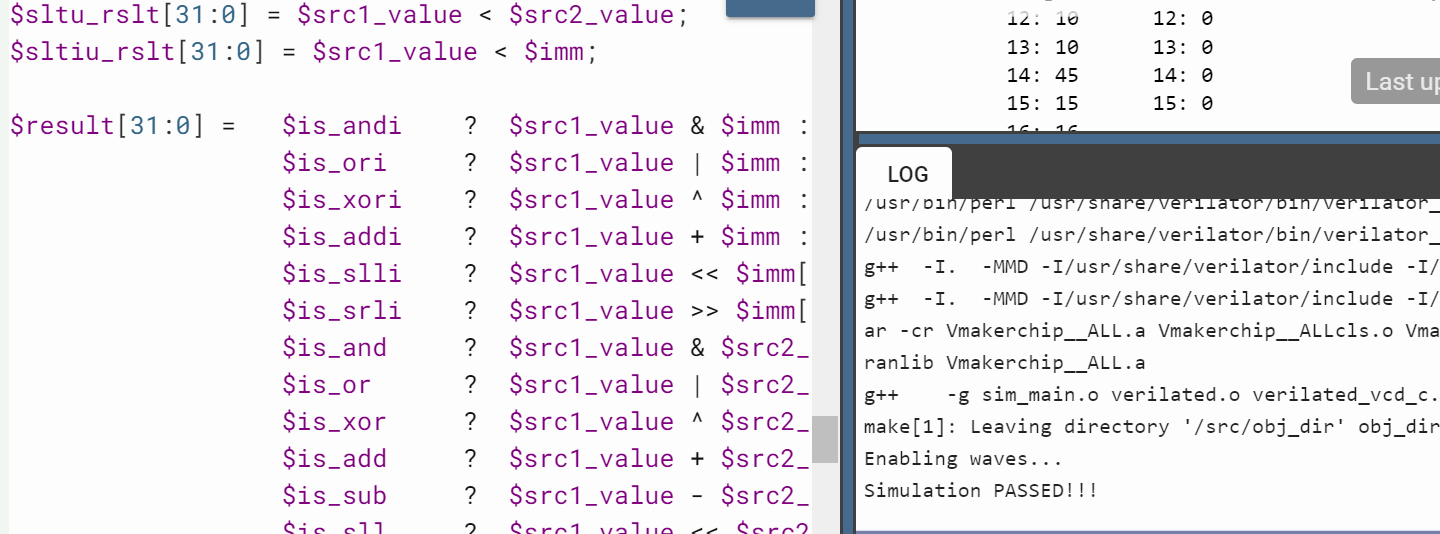 $sltu_rslt[31:0] = $src1_value < $src2_value;
$sltiu_rslt[31:0] = $src1_value < $imm;
$result[31:0] = $is_andi ? $src1_value & $imm :
$is_ori ? $src1_value | $imm :
$is_xori ? $src1_value ^ $imm :
$is_addi ? $src1_value + $imm :
$is_slli ? $src1_value << $imm[
$is_srli ? $src1_value >> $imm[
$is_and ? $src1_value & $src2_
$is_or ? $src1_value | $src2_
$is_xor ? $src1_value ^ $src2_
$is_add ? $src1_value + $src2_
$is_sub ? $src1_value - $src2_
$is_sll ? $src1_value << $src2
12: 10 12: 0
13: 10 13: 0
14: 45 14: 0
15: 15 15: 0
16: 16
Last up
LOG
/usr/bin/perl /usr/share/verilator/bin/verilator_
/usr/bin/perl /usr/share/verilator/bin/verilator_
g++ -I. -MMD -I/usr/share/verilator/include -I/
g++ -I. -MMD -I/usr/share/verilator/include -I/
ar -cr Vmakerchip__ALL.a Vmakerchip__ALLcls.o Vma
ranlib Vmakerchip__ALL.a
g++ -g sim_main.o verilated.o verilated_vcd_c.
make[1]: Leaving directory '/src/obj_dir' obj_dir
Enabling waves...
Simulation PASSED!!!